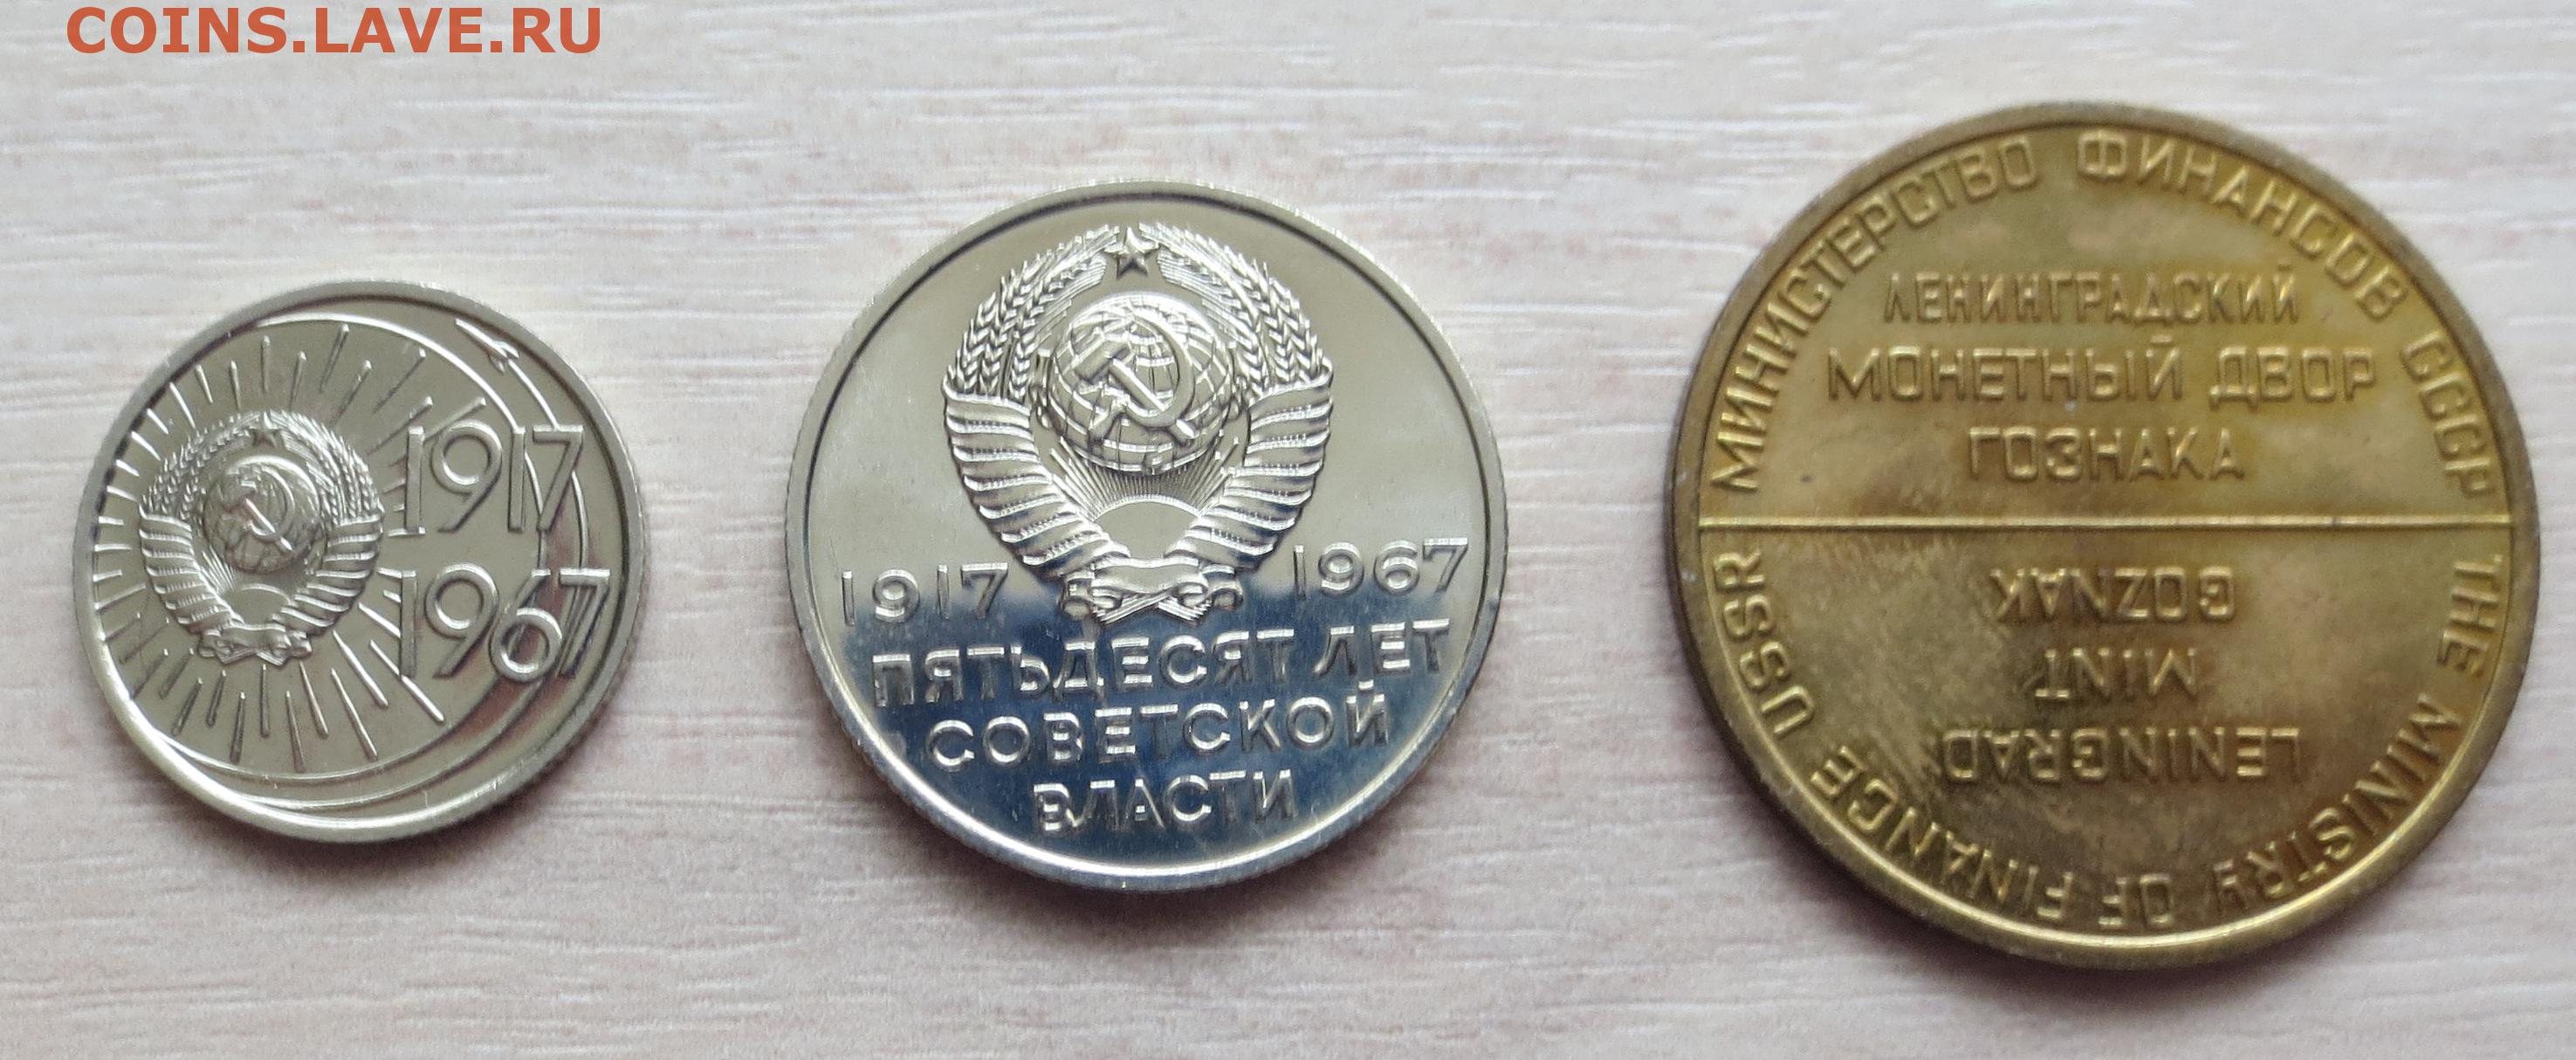 COINS.LAVE.RU
1917
1967
1917 1967
ПЯТЬДЕСЯТ ЛЕТ
СОВЕТСКОЙ
ВЛАСТИ
МИНИСТЕРСТВО ФИНАНСОВ СССР
ЛЕНИНГРАДСКИЙ
МОНЕТНЫЙ ДВОР
ГОЗНАКА
THE MINISTRY OF FINANCE USSR
LENINGRAD
MINT
GOZNAK